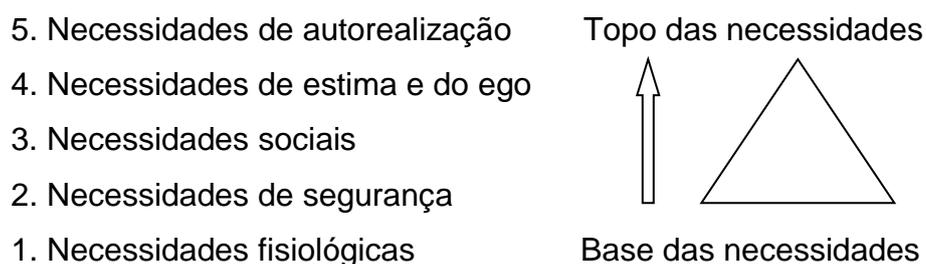 5. Necessidades de autorealização Topo das necessidades
4. Necessidades de estima e do ego
3. Necessidades sociais
2. Necessidades de segurança
1. Necessidades fisiológicas Base das necessidades